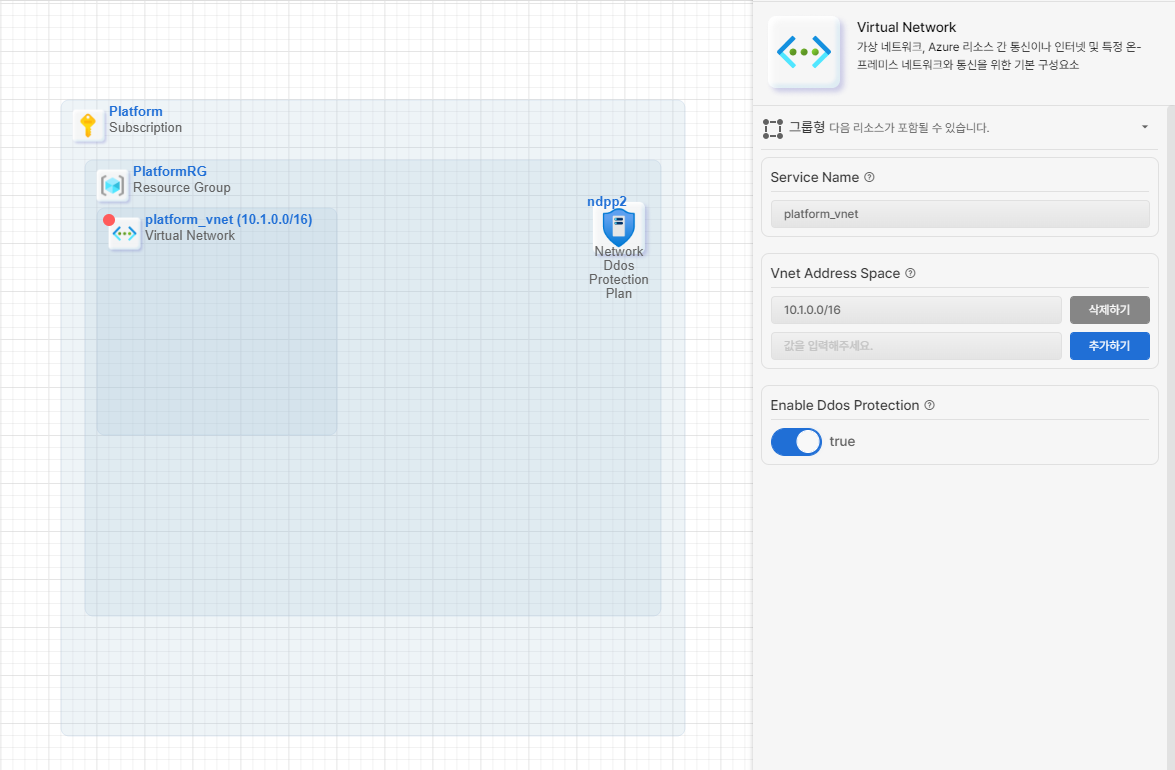 Platform
Subscription
PlatformRG
Resource Group
platform_vnet (10.1.0.0/16)
Virtual Network
ndpp2
Network
Ddos
Protection
Plan
Virtual Network
가상 네트워크, Azure 리소스 간 통신이나 인터넷 및 특정 온-
프레미스 네트워크와 통신을 위한 기본 구성요소
그룹형 다음 리소스가 포함될 수 있습니다.
Service Name
platform_vnet
Vnet Address Space
10.1.0.0/16
삭제하기
값을 입력해주세요.
추가하기
Enable Ddos Protection
true